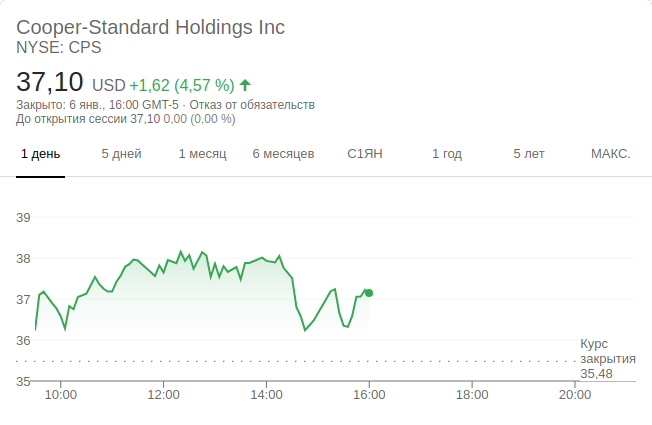 Cooper-Standard Holdings Inc
NYSE: CPS
37,10 USD +1,62 (4,57 %)
Закрыто: 6 янв., 16:00 GMT-5 · Отказ от обязательств
До открытия сессии 37,10 0,00 (0,00 %)
1 день 5 дней 1 месяц 6 месяцев С1ЯН 1 год 5 лет МАКС.
39
38
37
36
Курс
закрытия
35,48
35
10:00 12:00 14:00 16:00 18:00 20:00